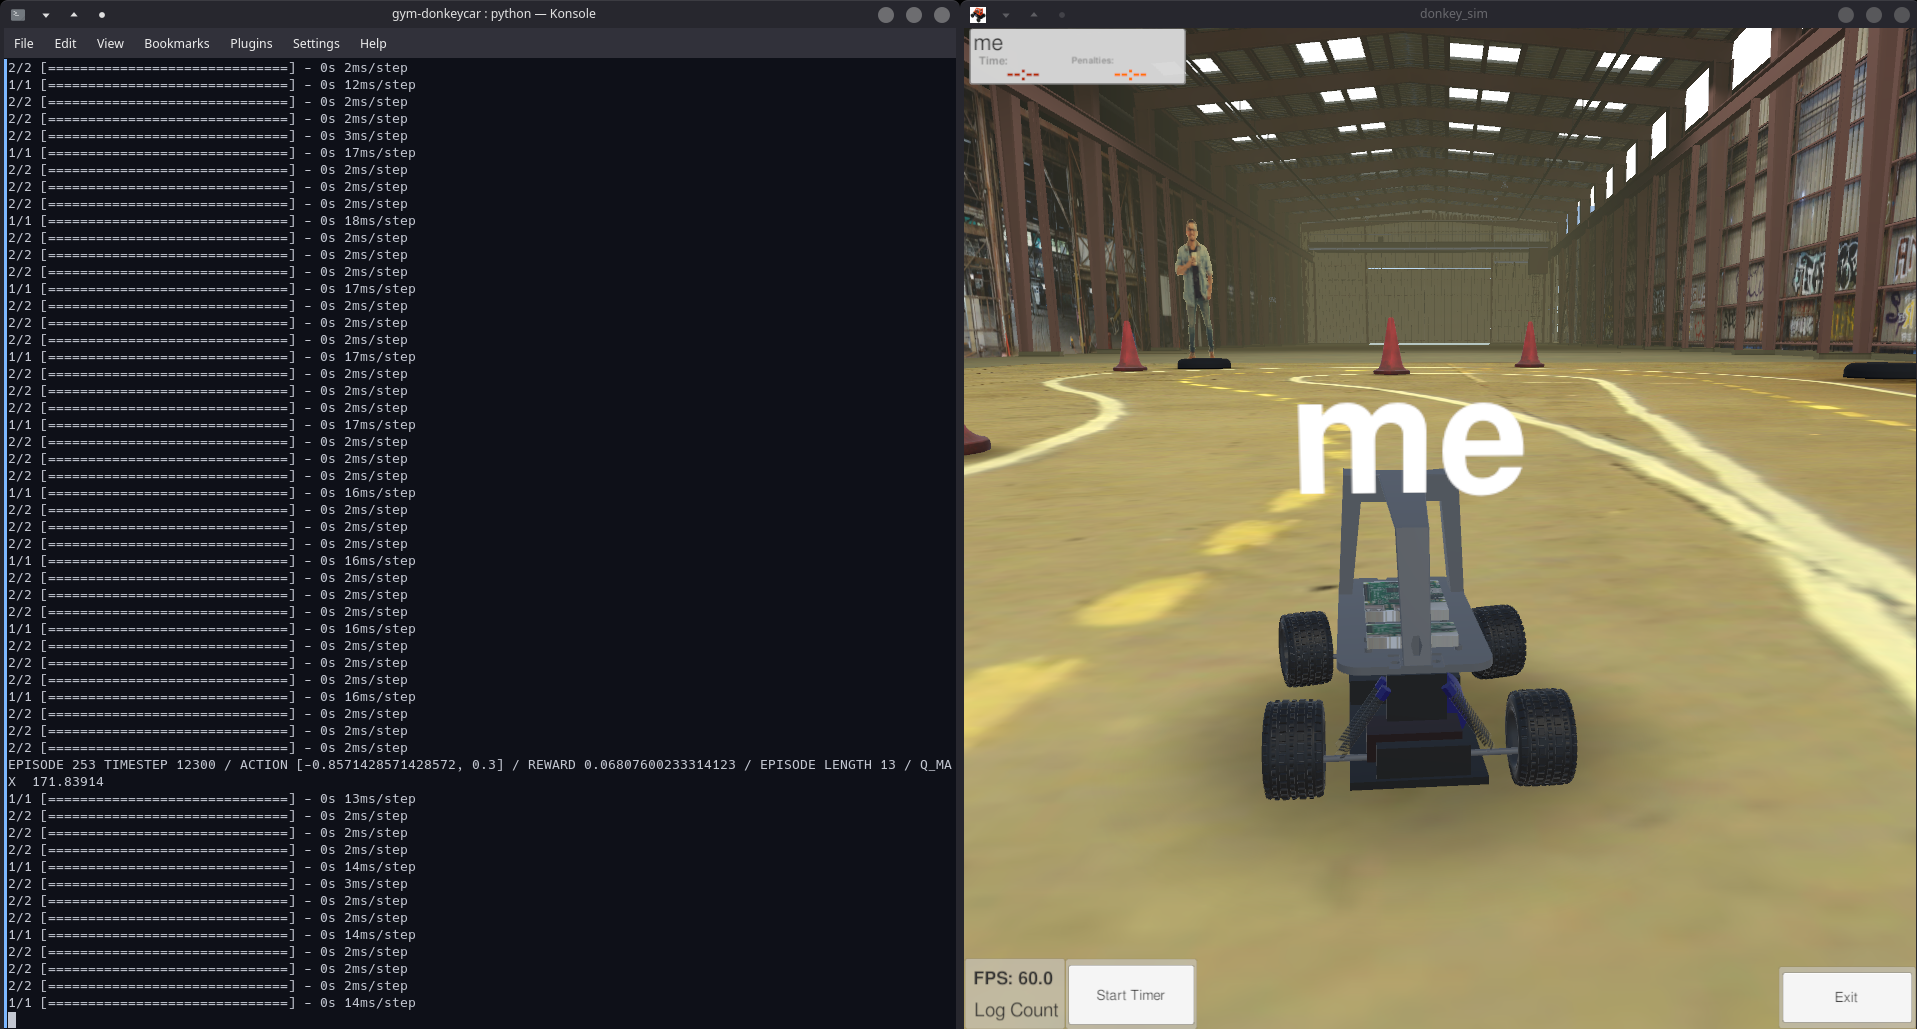 gym-donkeycar : python — Konsole
File Edit View Bookmarks Plugins Settings Help
2/2 [==============================] - 0s 2ms/step
1/1 [==============================] - 0s 12ms/step
2/2 [==============================] - 0s 2ms/step
2/2 [==============================] - 0s 2ms/step
2/2 [==============================] - 0s 3ms/step
1/1 [==============================] - 0s 17ms/step
2/2 [==============================] - 0s 2ms/step
2/2 [==============================] - 0s 2ms/step
2/2 [==============================] - 0s 2ms/step
1/1 [==============================] - 0s 18ms/step
2/2 [==============================] - 0s 2ms/step
2/2 [==============================] - 0s 2ms/step
2/2 [==============================] - 0s 2ms/step
1/1 [==============================] - 0s 17ms/step
2/2 [==============================] - 0s 2ms/step
2/2 [==============================] - 0s 2ms/step
2/2 [==============================] - 0s 2ms/step
1/1 [==============================] - 0s 17ms/step
2/2 [==============================] - 0s 2ms/step
2/2 [==============================] - 0s 2ms/step
2/2 [==============================] - 0s 2ms/step
1/1 [==============================] - 0s 17ms/step
2/2 [==============================] - 0s 2ms/step
2/2 [==============================] - 0s 2ms/step
2/2 [==============================] - 0s 2ms/step
1/1 [==============================] - 0s 16ms/step
2/2 [==============================] - 0s 2ms/step
2/2 [==============================] - 0s 2ms/step
2/2 [==============================] - 0s 2ms/step
1/1 [==============================] - 0s 16ms/step
2/2 [==============================] - 0s 2ms/step
2/2 [==============================] - 0s 2ms/step
2/2 [==============================] - 0s 2ms/step
1/1 [==============================] - 0s 16ms/step
2/2 [==============================] - 0s 2ms/step
2/2 [==============================] - 0s 2ms/step
2/2 [==============================] - 0s 2ms/step
1/1 [==============================] - 0s 16ms/step
2/2 [==============================] - 0s 2ms/step
2/2 [==============================] - 0s 2ms/step
2/2 [==============================] - 0s 2ms/step
EPISODE 253 TIMESTEP 12300 / ACTION [-0.8571428571428572, 0.3] / REWARD 0.06807600233314123 / EPISODE LENGTH 13 / Q_MA
X  171.83914
1/1 [==============================] - 0s 13ms/step
2/2 [==============================] - 0s 2ms/step
2/2 [==============================] - 0s 2ms/step
2/2 [==============================] - 0s 2ms/step
1/1 [==============================] - 0s 14ms/step
2/2 [==============================] - 0s 3ms/step
2/2 [==============================] - 0s 2ms/step
2/2 [==============================] - 0s 2ms/step
1/1 [==============================] - 0s 14ms/step
2/2 [==============================] - 0s 2ms/step
2/2 [==============================] - 0s 2ms/step
2/2 [==============================] - 0s 2ms/step
1/1 [==============================] - 0s 14ms/step
donkey_sim
me
Time: Penalties:
--:-- --:--
me
FPS: 60.0
Log Count
Start Timer
Exit